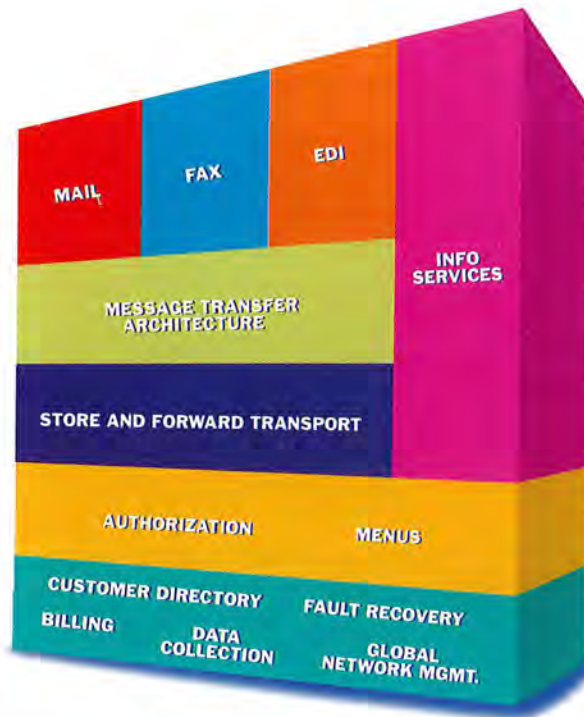 MAIL
FAX
EDI
INFO
SERVICES
MESSAGE TRANSFER
ARCHITECTURE
STORE AND FORWARD TRANSPORT
AUTHORIZATION
MENUS
CUSTOMER DIRECTORY
FAULT RECOVERY
BILLING
DATA
COLLECTION
GLOBAL
NETWORK MGMT.